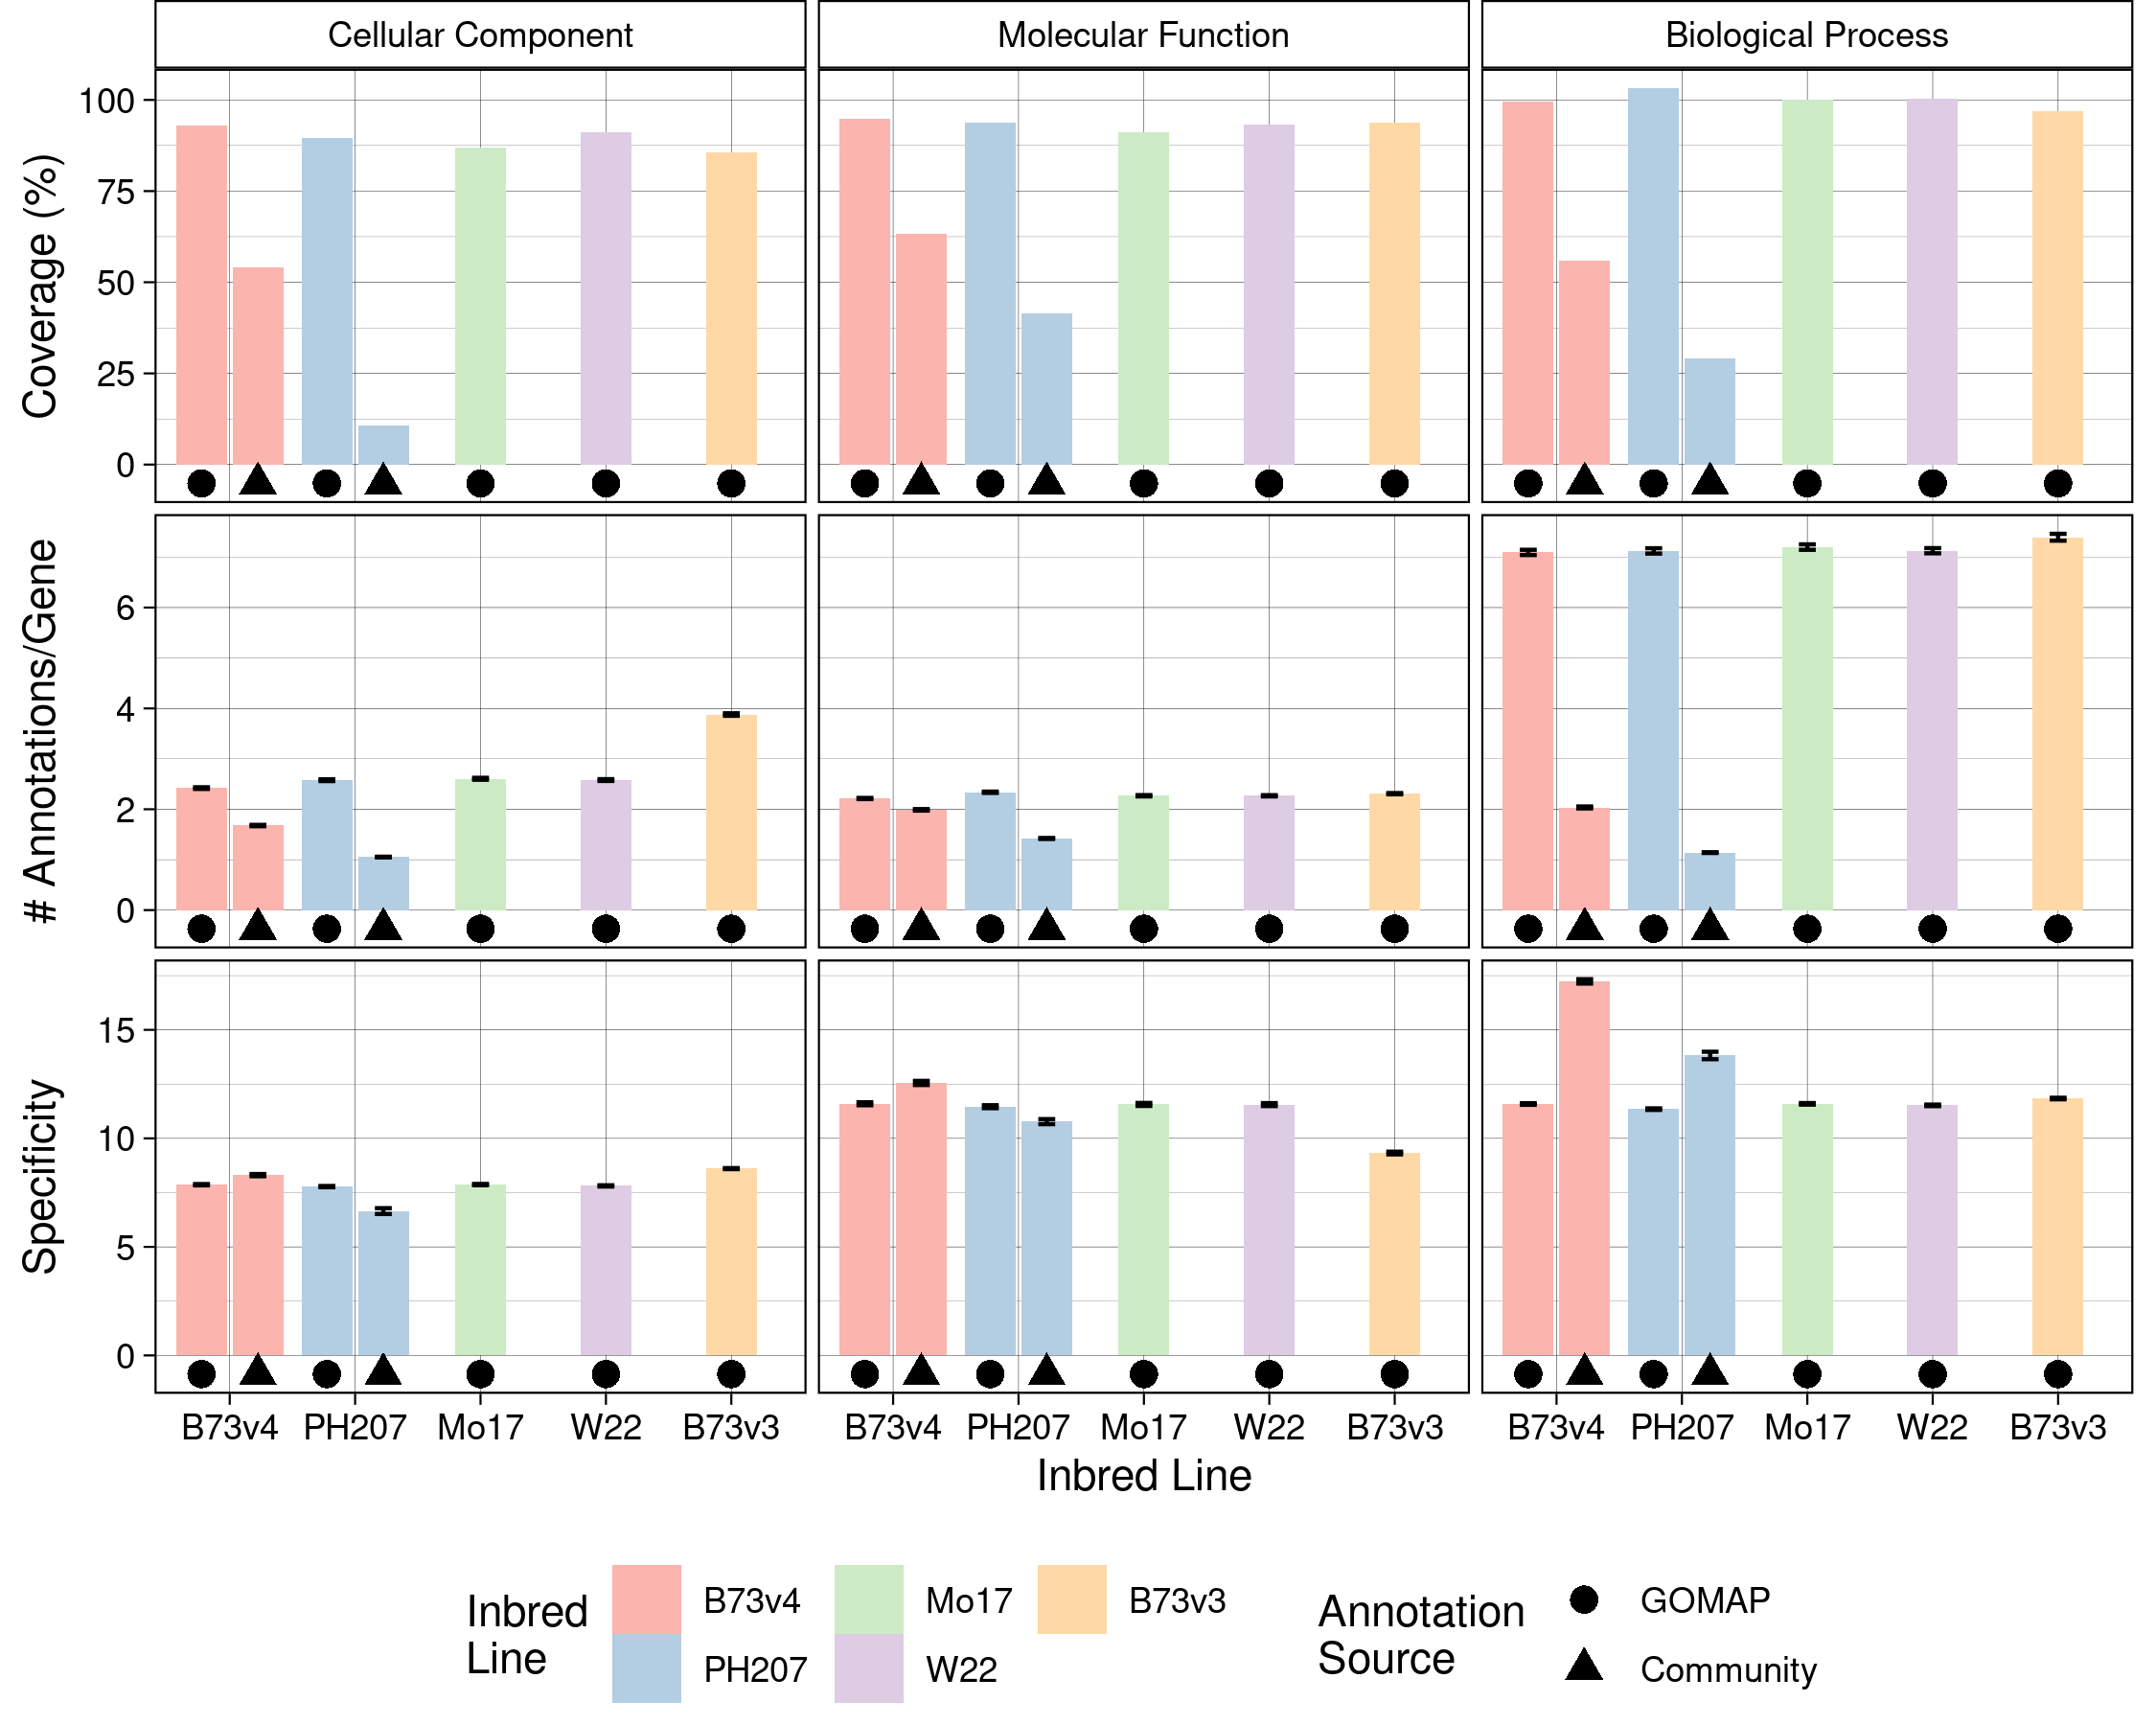 Cellular Component Molecular Function Biological Process
Coverage (%)
100
75
50
25
0
# Annotations/Gene
6
4
2
0
Specificity
15
10
5
0
B73v4 PH207 Mo17 W22 B73v3 B73v4 PH207 Mo17 W22 B73v3 B73v4 PH207 Mo17 W22 B73v3
Inbred Line
Inbred
Line
B73v4 Mo17 B73v3
PH207 W22
Annotation
Source
GOMAP
Community